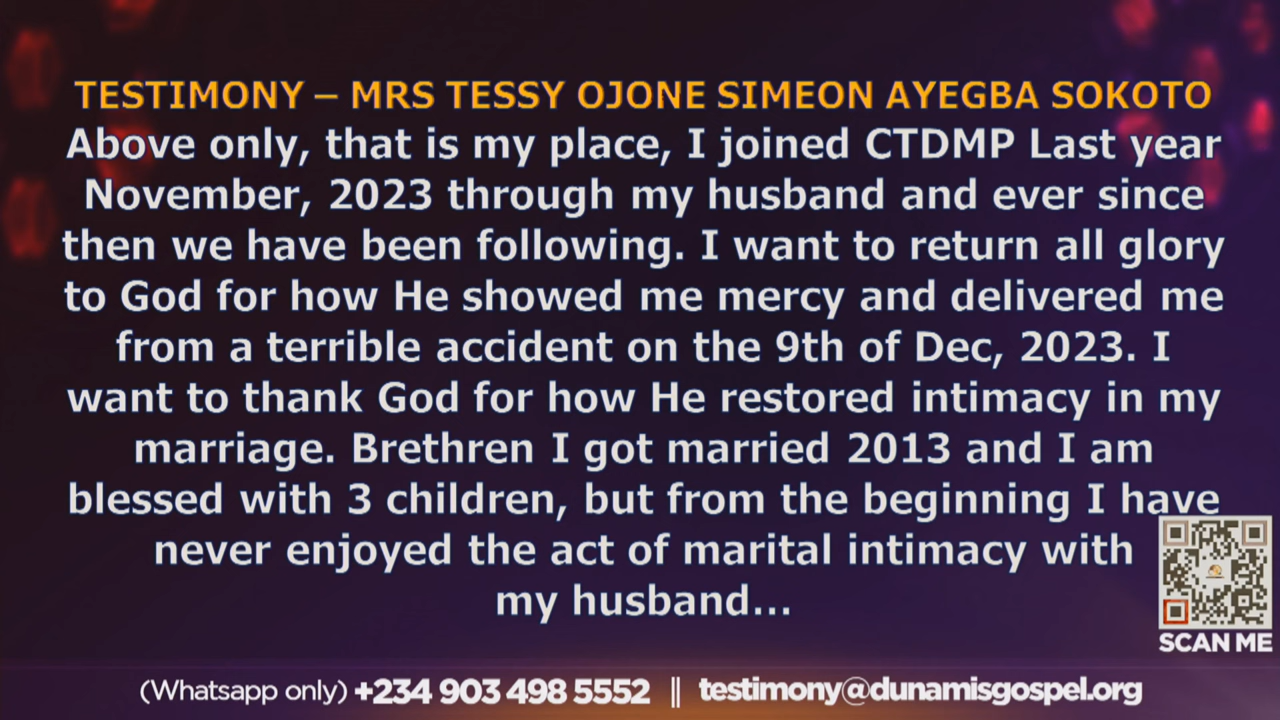 TESTIMONY – MRS TESSY OJONE SIMEON AYEGBA SOKOTO
Above only, that is my place, I joined CTDMP Last year
November, 2023 through my husband and ever since
then we have been following. I want to return all glory
to God for how He showed me mercy and delivered me
from a terrible accident on the 9th of Dec, 2023. I
want to thank God for how He restored intimacy in my
marriage. Brethren I got married 2013 and I am
blessed with 3 children, but from the beginning I have
never enjoyed the act of marital intimacy with
my husband...
SCAN ME
(Whatsapp only) +234 903 498 5552 || testimony@dunamisgospel.org